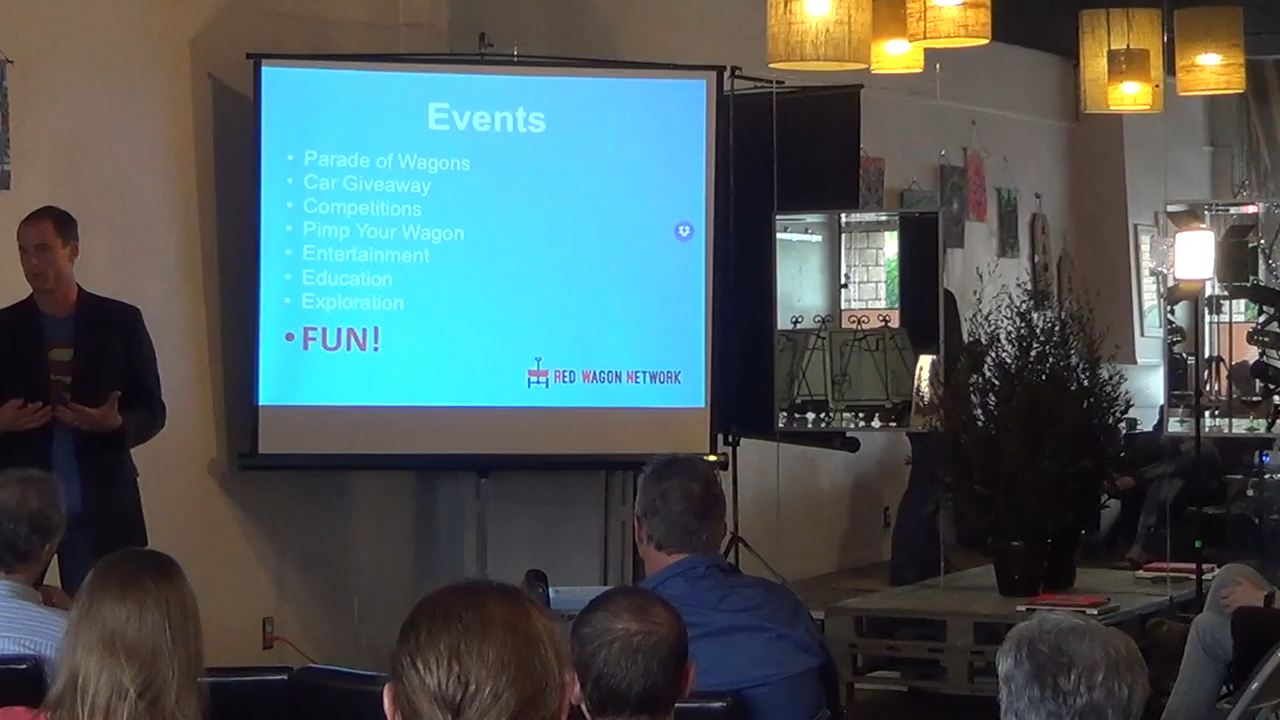 Events
• Parade of Wagons
• Car Giveaway
• Competitions
• Pimp Your Wagon
• Entertainment
• Education
• Exploration
• FUN!
RED WAGON NETWORK